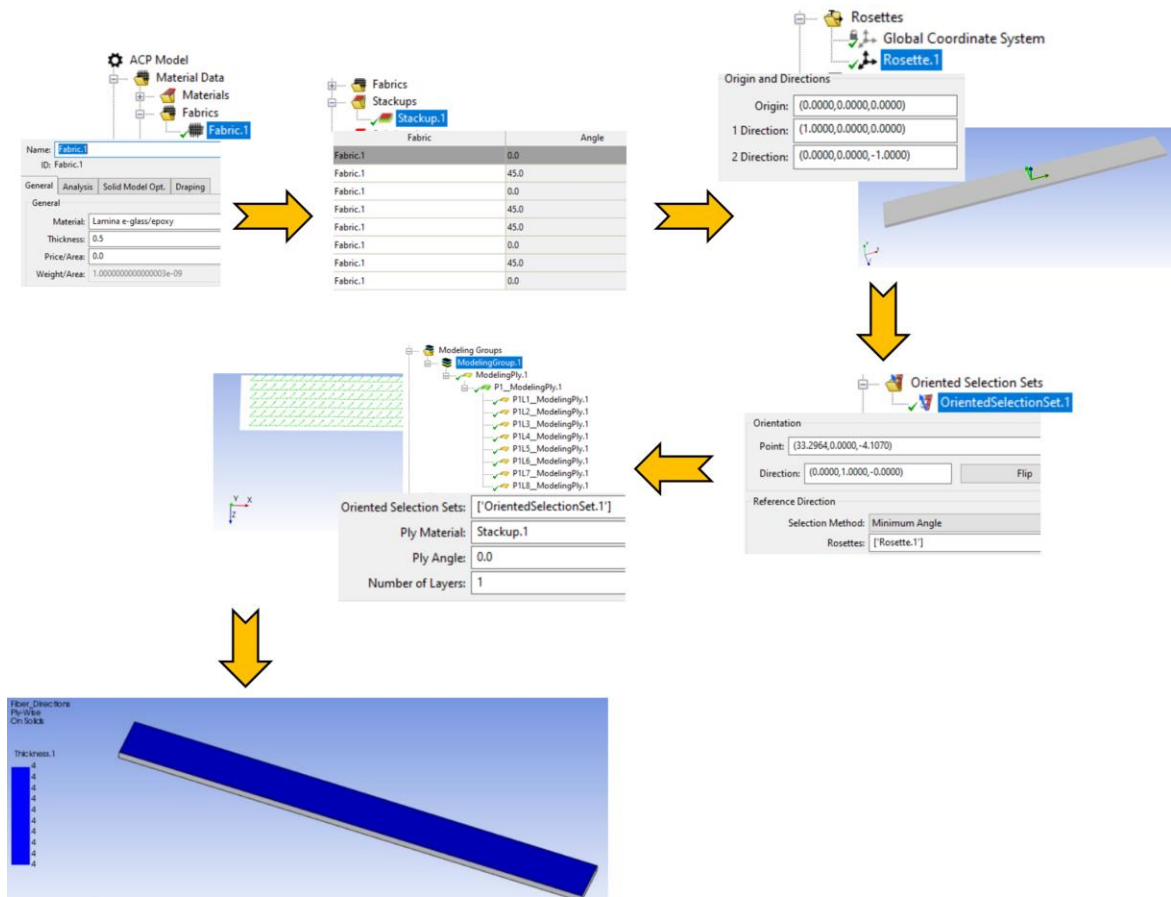 ACP Model
Material Data
Materials
Fabrics
Fabric.1
Name: Fabric.1
ID: Fabric.1
General Analysis Solid Model Opt. Draping
General
Material: Lamina e-glass/epoxy
Thickness: 0.5
Price/Area: 0.0
Weight/Area: 1.0000000000000003e-09
Fabrics
Stackups
Stackup.1
Fabric Angle
Fabric.1 0.0
Fabric.1 45.0
Fabric.1 0.0
Fabric.1 45.0
Fabric.1 45.0
Fabric.1 0.0
Fabric.1 45.0
Fabric.1 0.0
Rosettes
Global Coordinate System
Rosette.1
Origin and Directions
Origin: (0.0000,0.0000,0.0000)
1 Direction: (1.0000,0.0000,0.0000)
2 Direction: (0.0000,0.0000,-1.0000)
Oriented Selection Sets
OrientedSelectionSet.1
Orientation
Point: (33.2964,0.0000,-4.1070)
Direction: (0.0000,1.0000,-0.0000) Flip
Reference Direction
Selection Method: Minimum Angle
Rosettes: ['Rosette.1']
Modeling Groups
ModelingGroup.1
ModelingPly.1
P1__ModelingPly.1
P1L1__ModelingPly.1
P1L2__ModelingPly.1
P1L3__ModelingPly.1
P1L4__ModelingPly.1
P1L5__ModelingPly.1
P1L6__ModelingPly.1
P1L7__ModelingPly.1
P1L8__ModelingPly.1
Y X
Z
Oriented Selection Sets: ['OrientedSelectionSet.1']
Ply Material: Stackup.1
Ply Angle: 0.0
Number of Layers: 1
Fiber_Directions
Ply-Wise
On Solids
Thickness.1
4
4
4
4
4
4
4
4
4
4